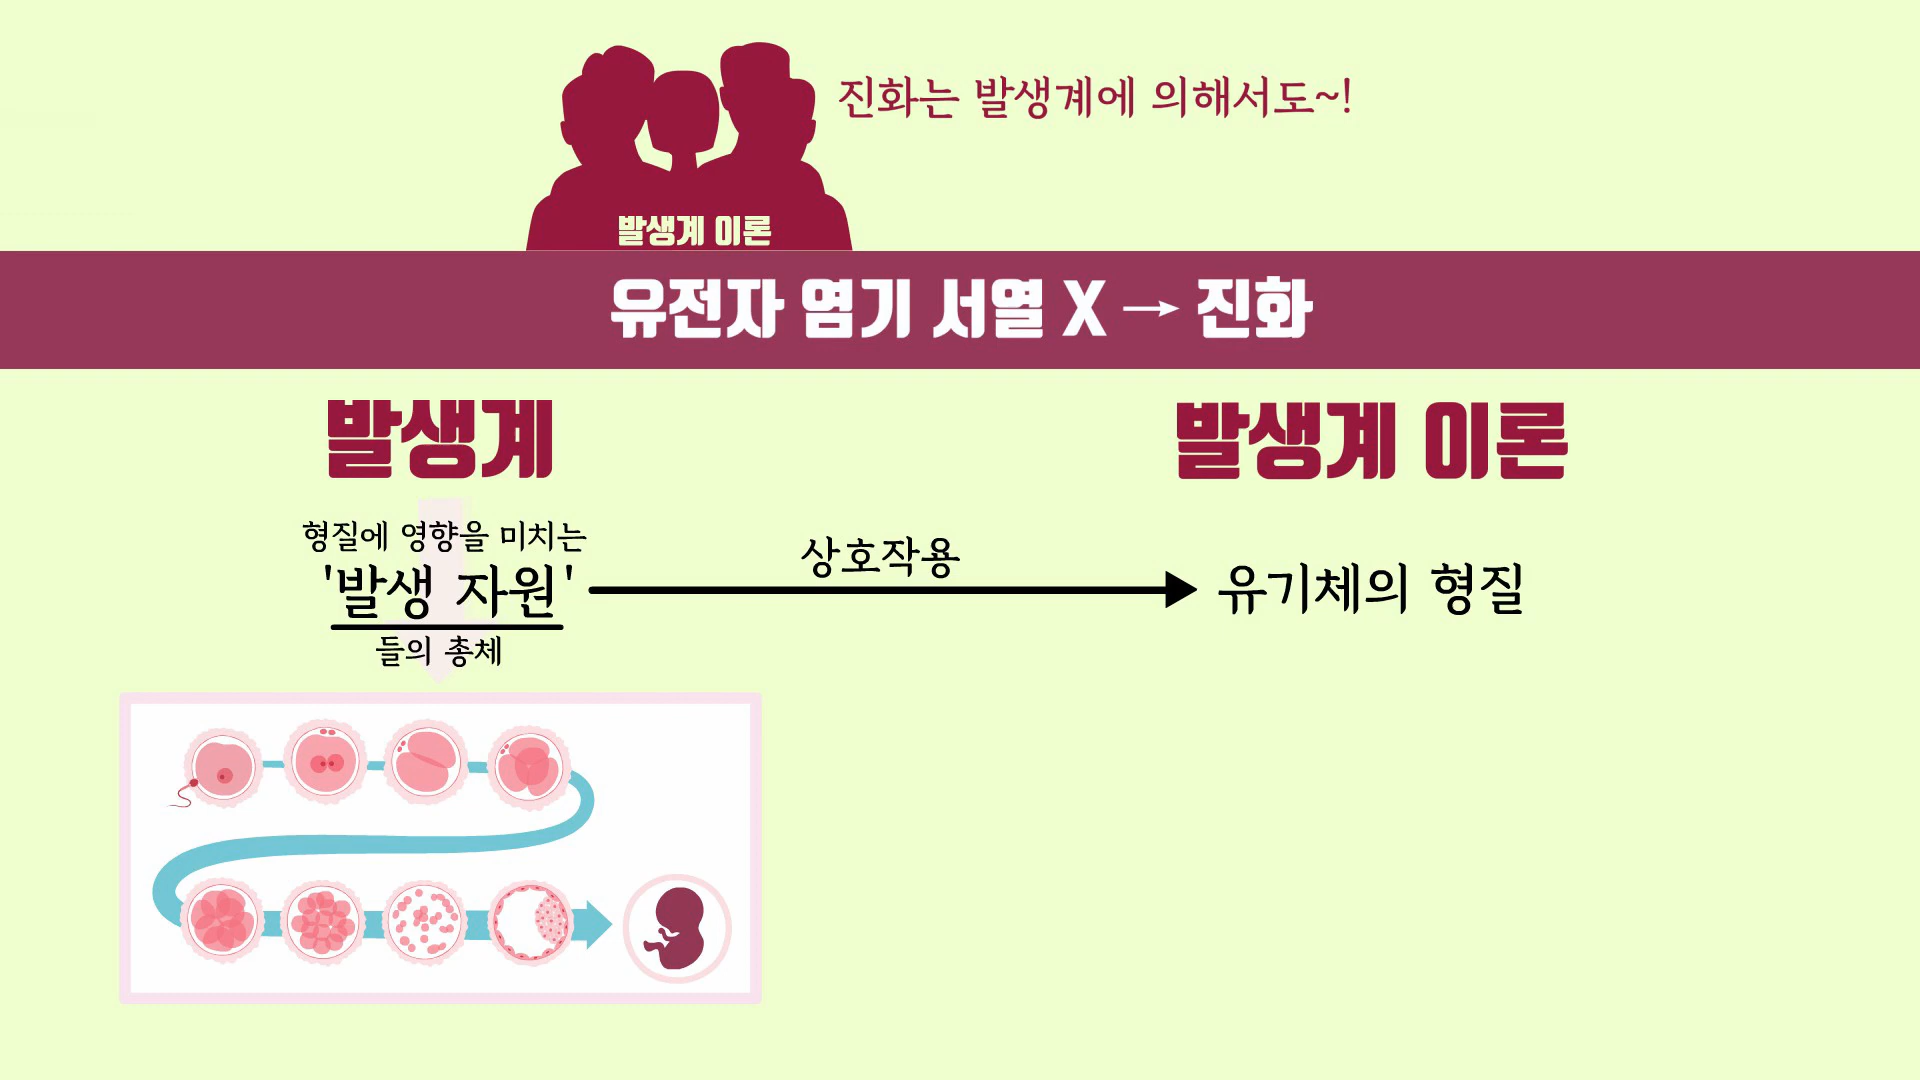 진화는 발생계에 의해서도~!
발생계 이론
유전자 염기 서열 X → 진화
발생계
발생계 이론
형질에 영향을 미치는
'발생 자원'
들의 총체
상호작용
유기체의 형질